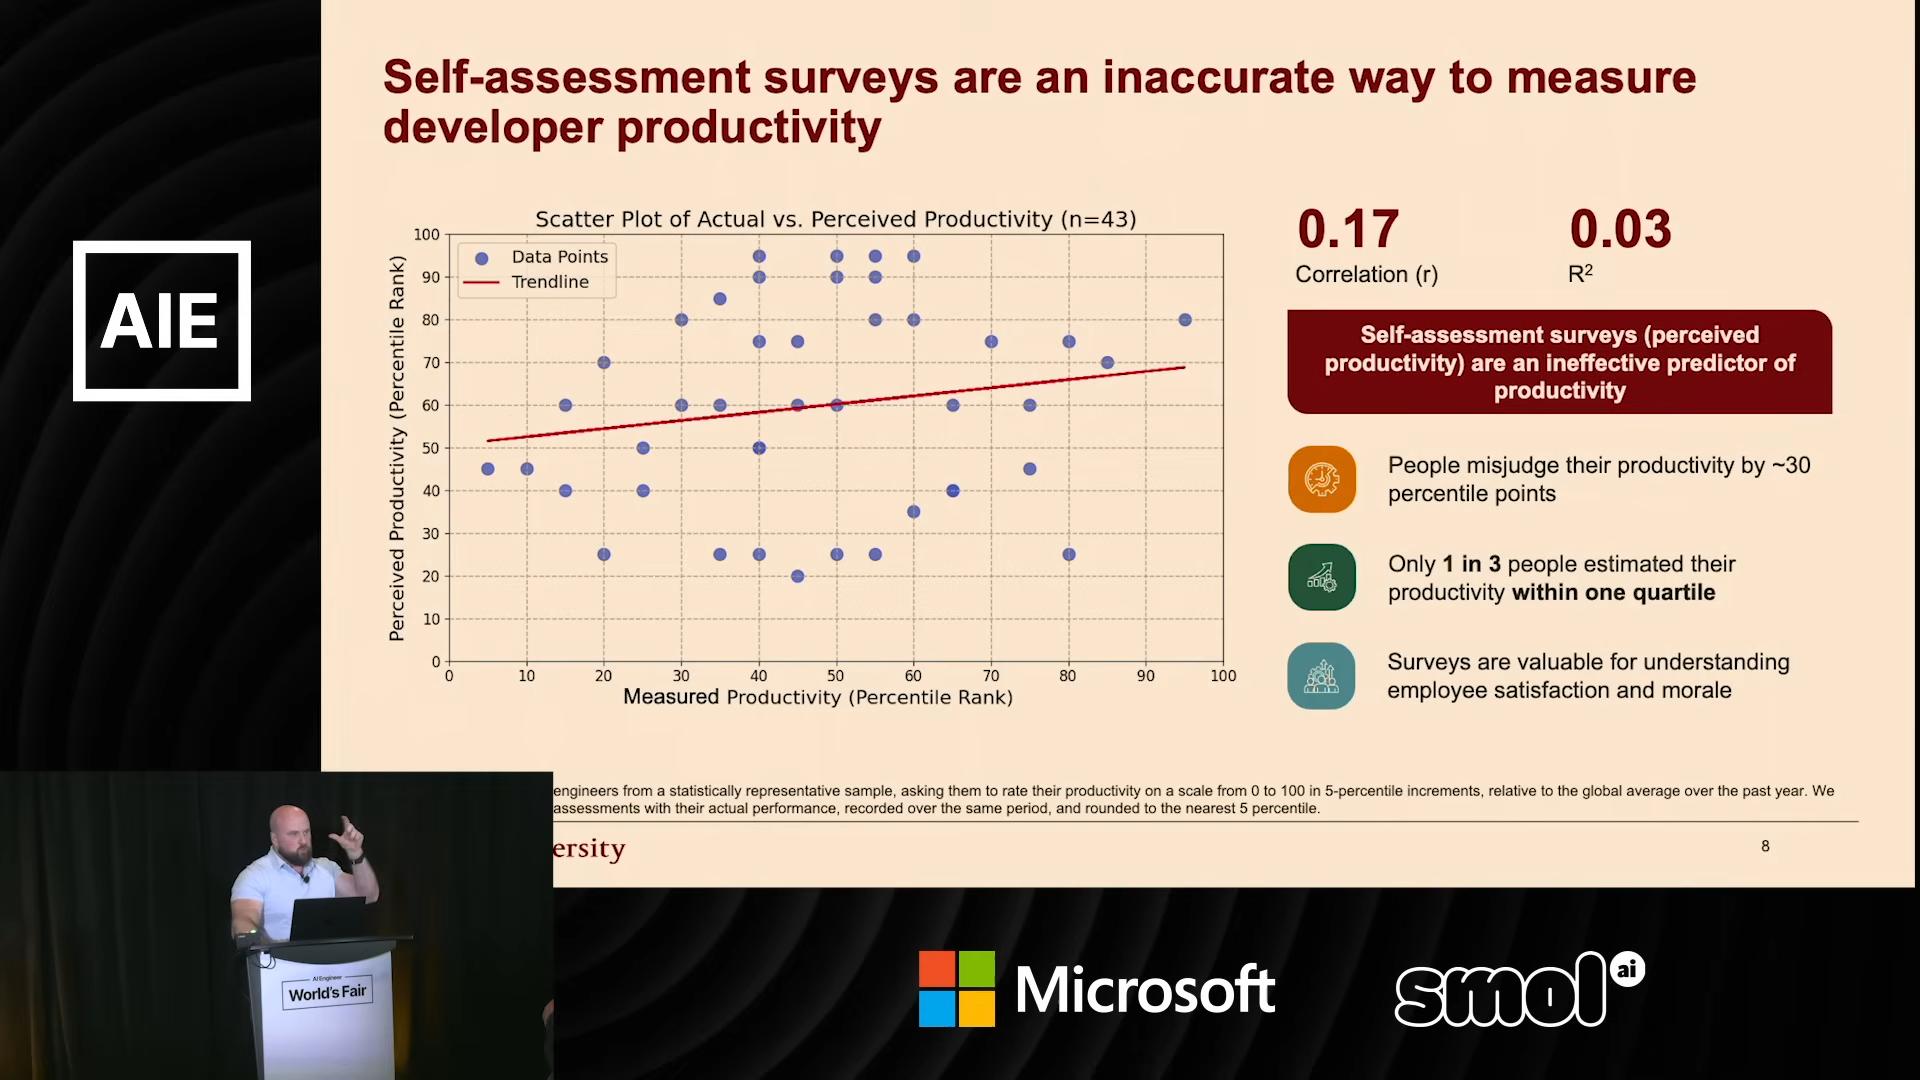 Self-assessment surveys are an inaccurate way to measure
developer productivity
AIE
Scatter Plot of Actual vs. Perceived Productivity (n=43)
Data Points
Trendline
Perceived Productivity (Percentile Rank)
100
90
80
70
60
50
40
30
20
10
0
0 10 20 30 40 50 60 70 80 90 100
Measured Productivity (Percentile Rank)
0.17
Correlation (r)
0.03
R²
Self-assessment surveys (perceived
productivity) are an ineffective predictor of
productivity
People misjudge their productivity by ~30
percentile points
Only 1 in 3 people estimated their
productivity within one quartile
Surveys are valuable for understanding
employee satisfaction and morale
engineers from a statistically representative sample, asking them to rate their productivity on a scale from 0 to 100 in 5-percentile increments, relative to the global average over the past year. We
assessments with their actual performance, recorded over the same period, and rounded to the nearest 5 percentile.
ersity
8
AI Engineer
World's Fair
Microsoft
smol ai